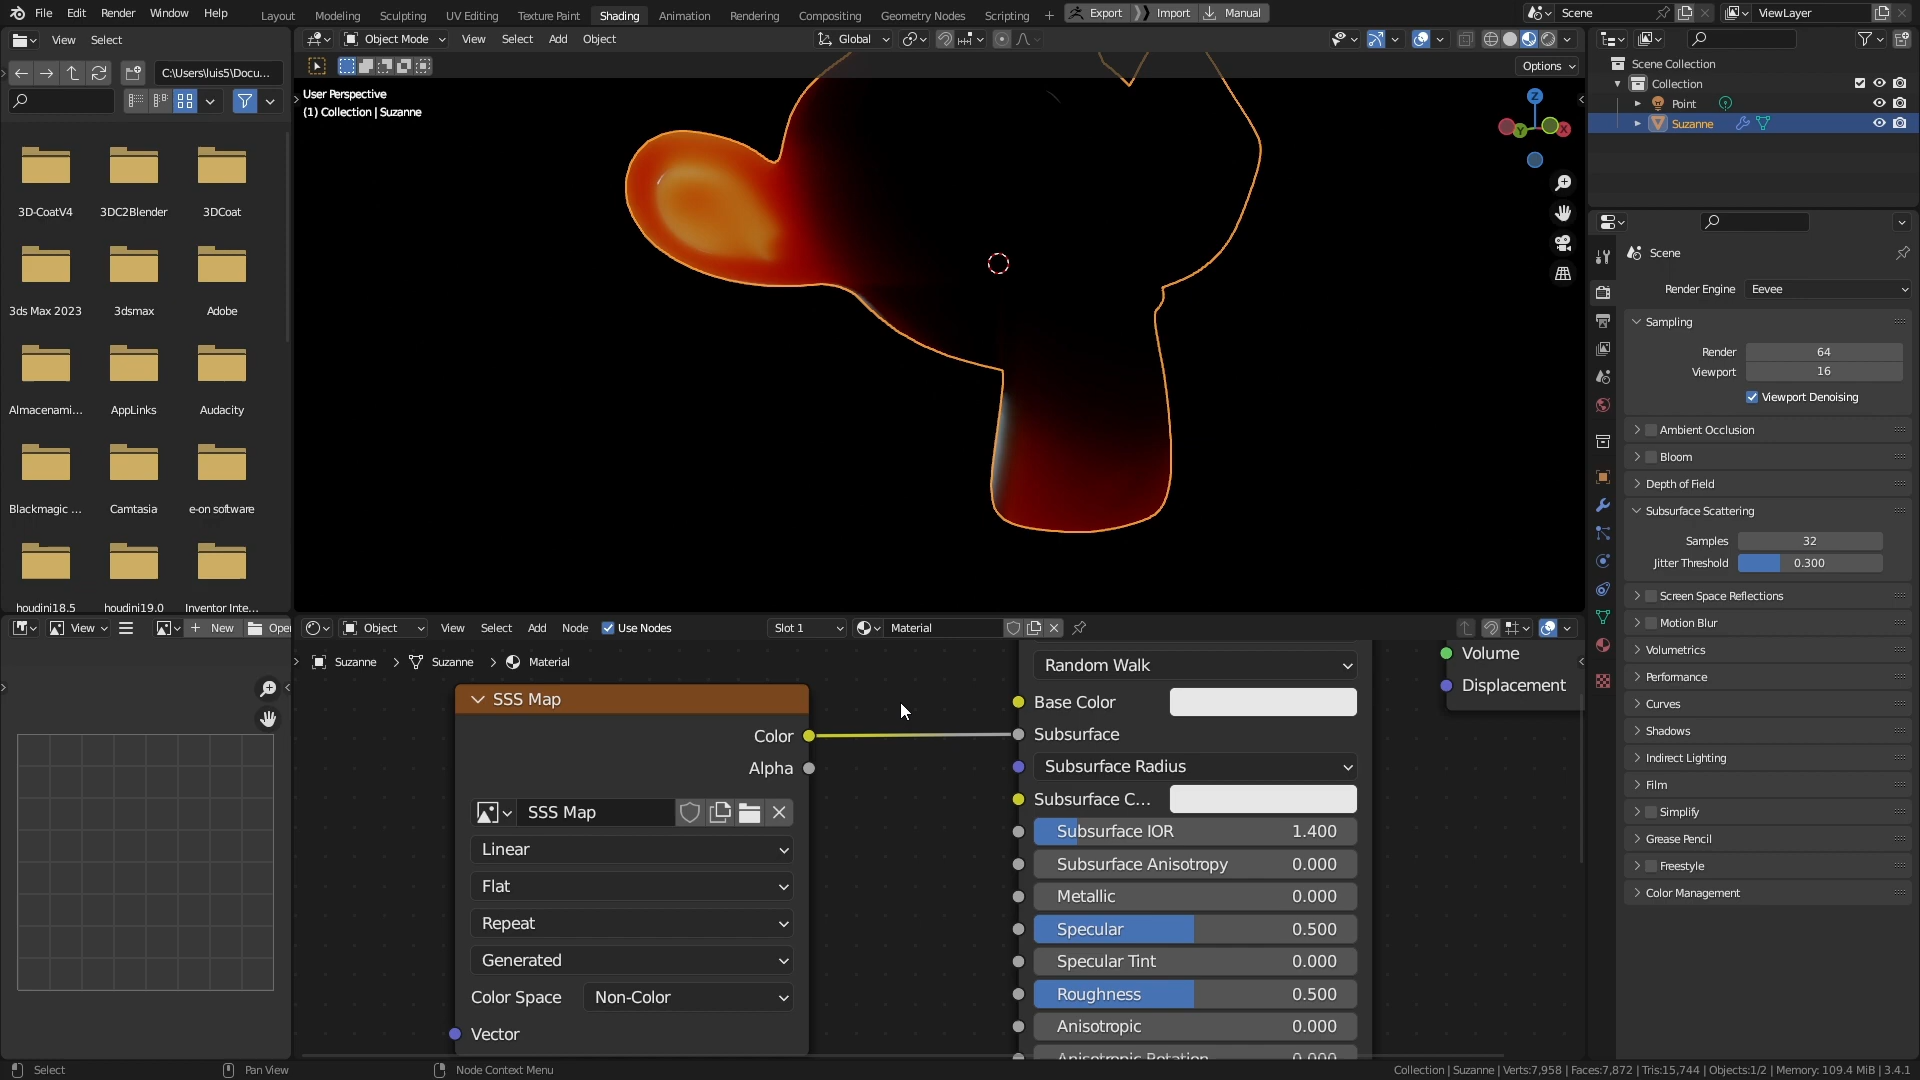 File Edit Render Window Help
Layout Modeling Sculpting UV Editing Texture Paint Shading Animation Rendering Compositing Geometry Nodes Scripting +
Export Import Manual
Scene
ViewLayer
View Select
C:\Users\luis5\Docu...
3D-CoatV4 3DC2Blender 3DCoat
3ds Max 2023 3dsmax Adobe
Almacenami... AppLinks Audacity
Blackmagic ... Camtasia e-on software
houdini18.5 houdini19.0 Inventor Inte...
Object Mode View Select Add Object
Global
Options
User Perspective
(1) Collection | Suzanne
Z
Y
X
Scene Collection
Collection
Point
Suzanne
Scene
Render Engine Eevee
Sampling
Render 64
Viewport 16
Viewport Denoising
Ambient Occlusion
Bloom
Depth of Field
Subsurface Scattering
Samples 32
Jitter Threshold 0.300
Screen Space Reflections
Motion Blur
Volumetrics
Performance
Curves
Shadows
Indirect Lighting
Film
Simplify
Grease Pencil
Freestyle
Color Management
View
+ New
Oper
Object View Select Add Node Use Nodes
Slot 1
Material
Suzanne > Suzanne > Material
SSS Map
Color
Alpha
SSS Map
Linear
Flat
Repeat
Generated
Color Space Non-Color
Vector
Random Walk
Base Color
Subsurface
Subsurface Radius
Subsurface C...
Subsurface IOR 1.400
Subsurface Anisotropy 0.000
Metallic 0.000
Specular 0.500
Specular Tint 0.000
Roughness 0.500
Anisotropic 0.000
Anisotropic Rotation 0.000
Volume
Displacement
Select
Pan View
Node Context Menu
Collection | Suzanne | Verts:7,958 | Faces:7,872 | Tris:15,744 | Objects:1/2 | Memory: 109.4 MiB | 3.4.1